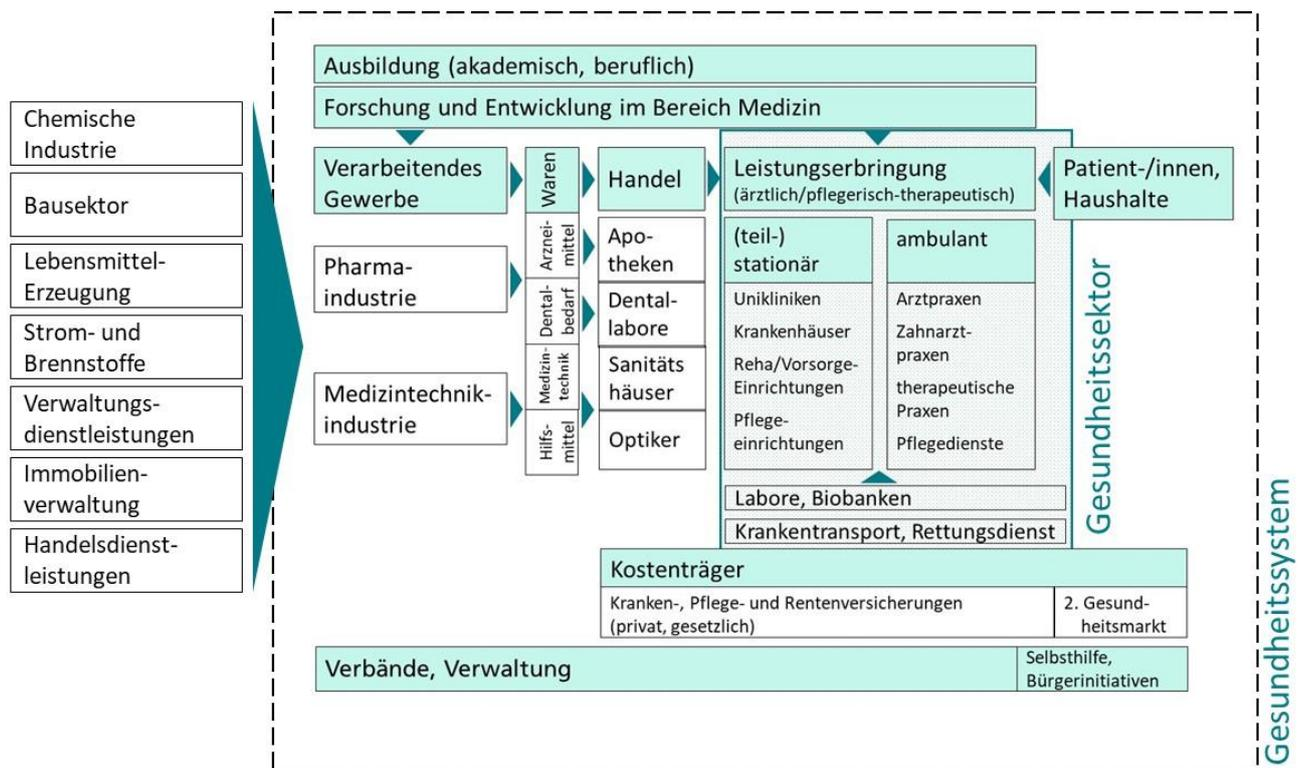 Chemische
Industrie
Bausektor
Lebensmittel-
Erzeugung
Strom- und
Brennstoffe
Verwaltungs-
dienstleistungen
Immobilien-
verwaltung
Handelsdienst-
leistungen
Ausbildung (akademisch, beruflich)
Forschung und Entwicklung im Bereich Medizin
Verarbeitendes
Gewerbe
Pharma-
industrie
Medizintechnik-
industrie
Waren
Arznei-
mittel
Dental-
bedarf
Medizin-
technik
Hilfs-
mittel
Handel
Apo-
theken
Dental-
labore
Sanitäts
häuser
Optiker
Leistungserbringung
(ärztlich/pflegerisch-therapeutisch)
(teil-)
stationär
Unikliniken
Krankenhäuser
Reha/Vorsorge-
Einrichtungen
Pflege-
einrichtungen
ambulant
Arztpraxen
Zahnarzt-
praxen
therapeutische
Praxen
Pflegedienste
Labore, Biobanken
Krankentransport, Rettungsdienst
Patient-/innen,
Haushalte
Gesundheitssektor
Kostenträger
Kranken-, Pflege- und Rentenversicherungen
(privat, gesetzlich)
2. Gesund-
heitsmarkt
Verbände, Verwaltung
Selbsthilfe,
Bürgerinitiativen
Gesundheitssystem